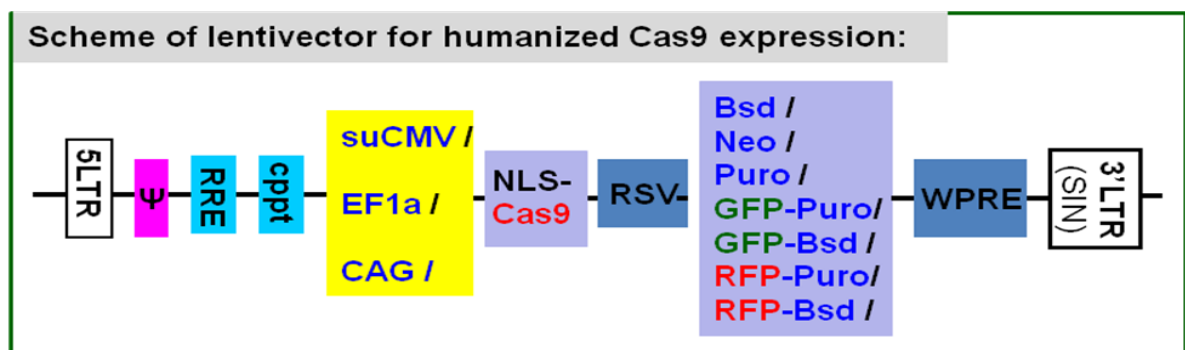 Scheme of lentivector for humanized Cas9 expression:
5LTR
Ψ
RRE
cppt
suCMV /
EF1a /
CAG /
NLS-
Cas9
RSV
Bsd /
Neo /
Puro /
GFP-Puro/
GFP-Bsd /
RFP-Puro/
RFP-Bsd /
WPRE
3'LTR
(SIN)